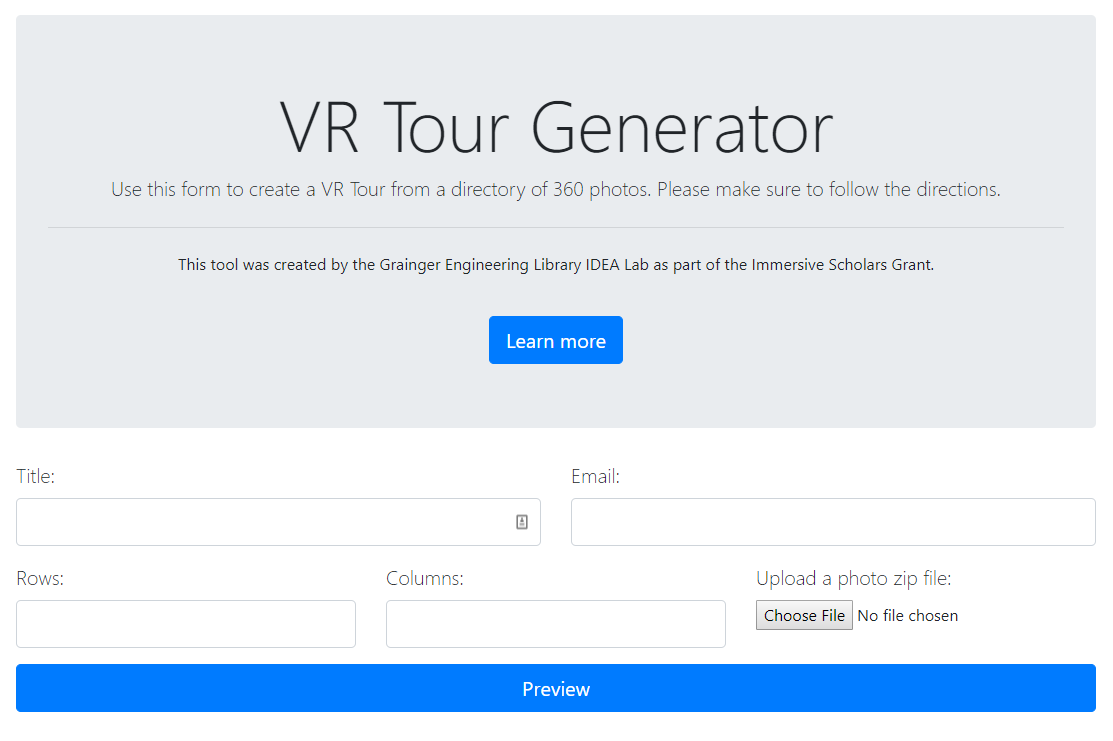 VR Tour Generator
Use this form to create a VR Tour from a directory of 360 photos. Please make sure to follow the directions.
This tool was created by the Grainger Engineering Library IDEA Lab as part of the Immersive Scholars Grant.
Learn more
Title:
Email:
Rows:
Columns:
Upload a photo zip file:
Choose File No file chosen
Preview